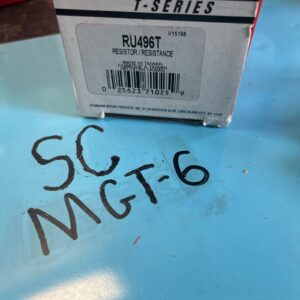 T-SERIES
V15198
RU496T
RESISTOR / RESISTANCE
MADE IN TAIWAN
0 25623 71025 9
SC
MGT-6